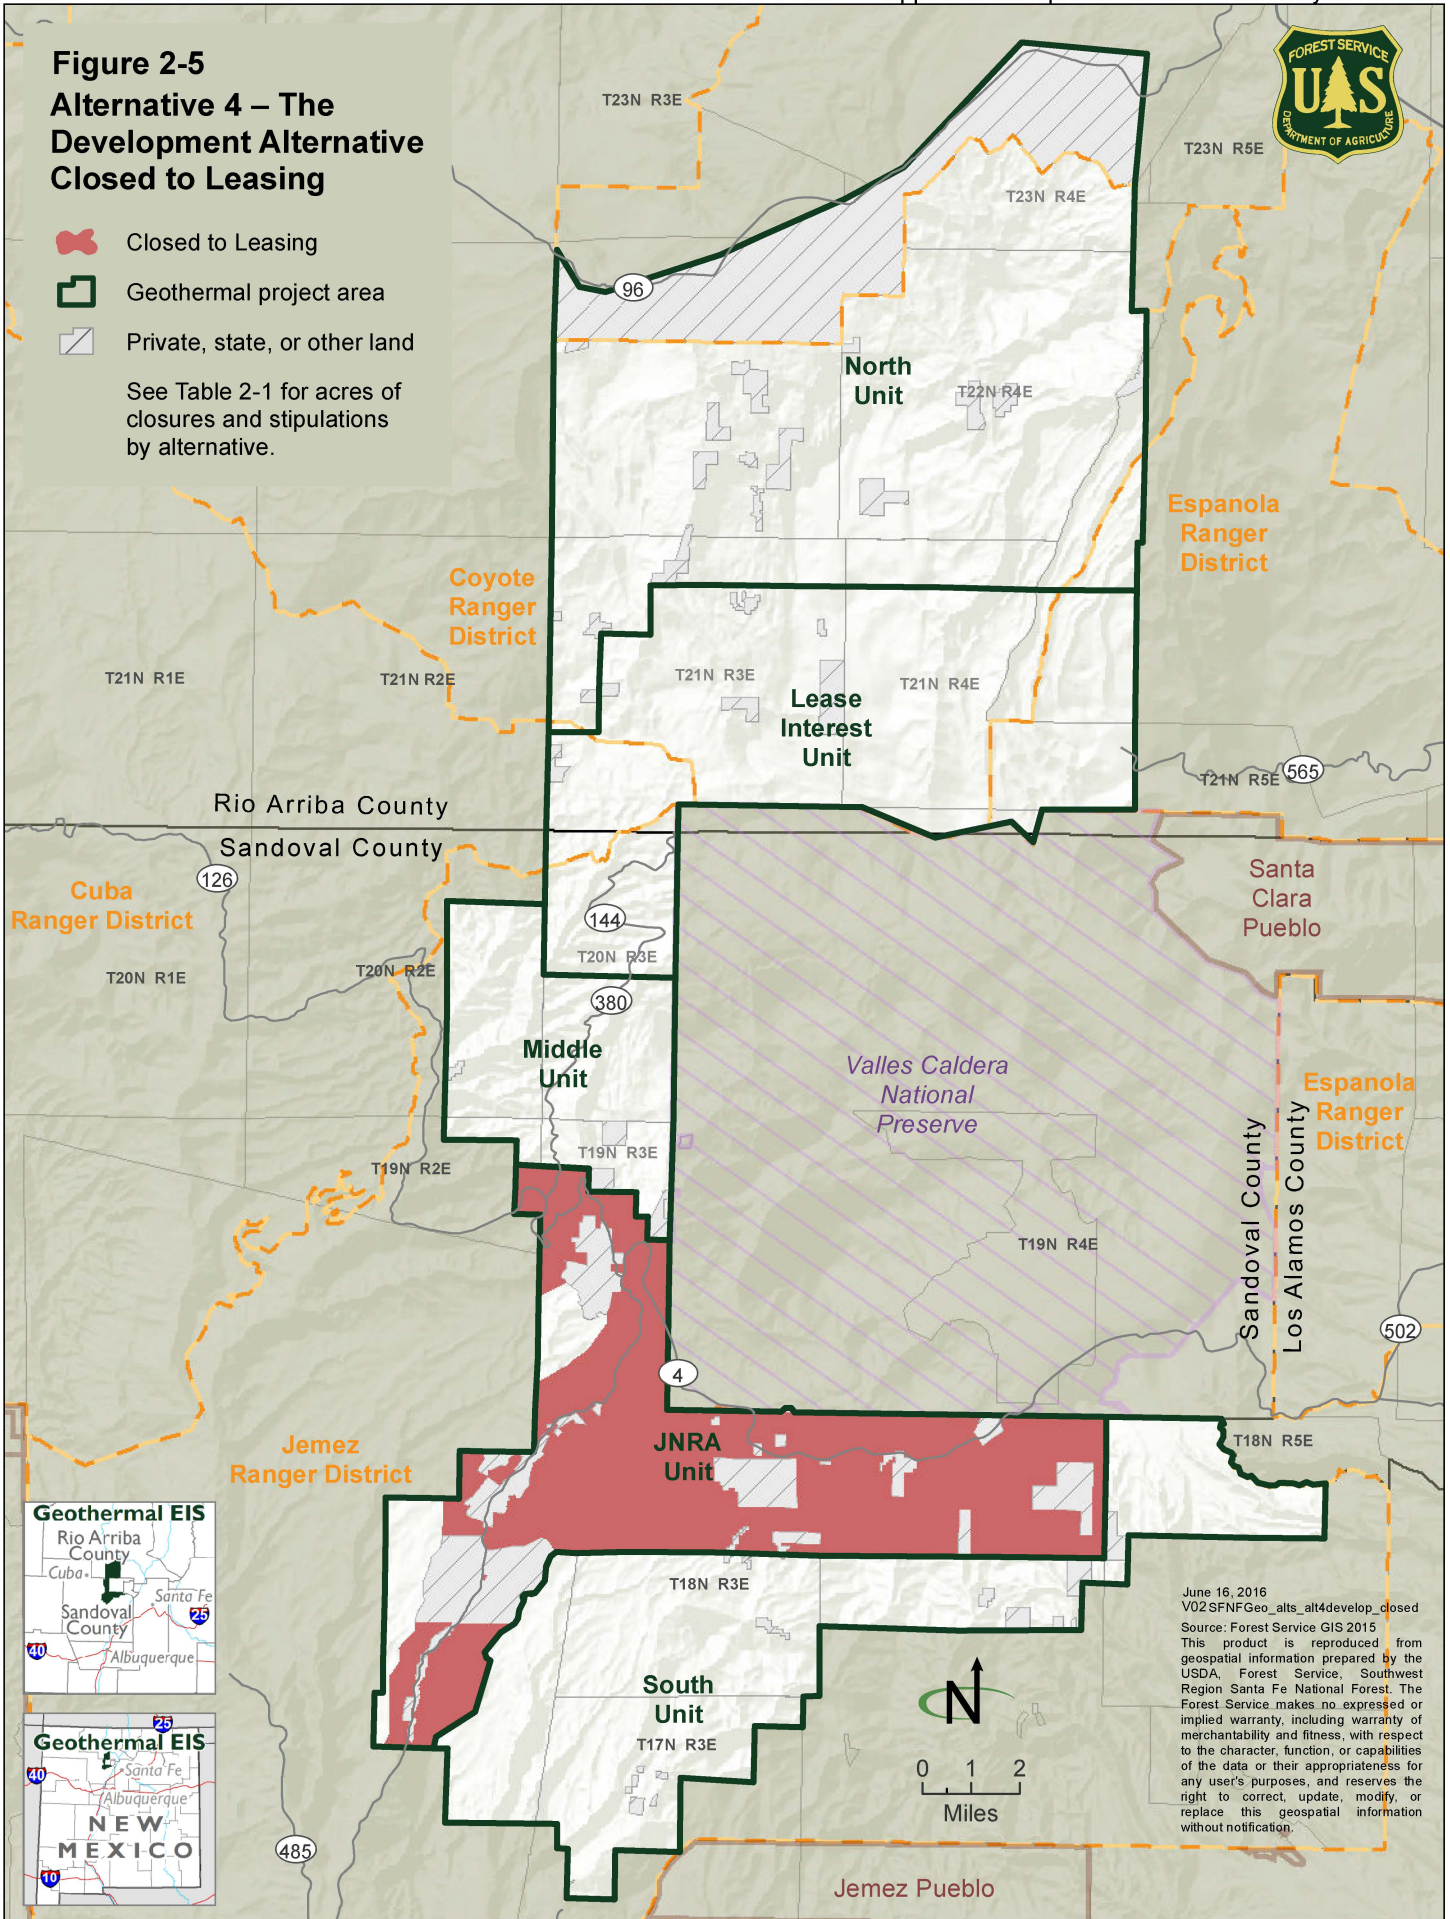 Figure 2-5
Alternative 4 – The
Development Alternative
Closed to Leasing
Closed to Leasing
Geothermal project area
Private, state, or other land
See Table 2-1 for acres of
closures and stipulations
by alternative.
FOREST SERVICE
UAS
DEPARTMENT OF AGRICULTURE
T23N R3E
T23N R5E
T23N R4E
96
North
Unit
T22N R4E
Espanola
Ranger
District
Coyote
Ranger
District
T21N R1E
T21N R2E
T21N R3E
T21N R4E
Lease
Interest
Unit
T21N R5E
565
Rio Arriba County
Sandoval County
126
Cuba
Ranger District
Santa
Clara
Pueblo
144
T20N R3E
T20N R1E
T20N R2E
380
Middle
Unit
Valles Caldera
National
Preserve
Espanola
Ranger
District
T19N R3E
T19N R2E
Sandoval County
Los Alamos County
T19N R4E
502
4
JNRA
Unit
T18N R5E
Jemez
Ranger District
Geothermal EIS
Rio Arriba
County
Cuba
Santa Fe
Sandoval
County
25
40
Albuquerque
T18N R3E
South
Unit
T17N R3E
N
0 1 2
Miles
June 16, 2016
V02 SFNFGeo_alts_alt4develop_closed
Source: Forest Service GIS 2015
This product is reproduced from
geospatial information prepared by the
USDA, Forest Service, Southwest
Region Santa Fe National Forest. The
Forest Service makes no expressed or
implied warranty, including warranty of
merchantability and fitness, with respect
to the character, function, or capabilities
of the data or their appropriateness for
any user's purposes, and reserves the
right to correct, update, modify, or
replace this geospatial information
without notification.
25
Geothermal EIS
40
Santa Fe
Albuquerque
NEW
MEXICO
10
485
Jemez Pueblo